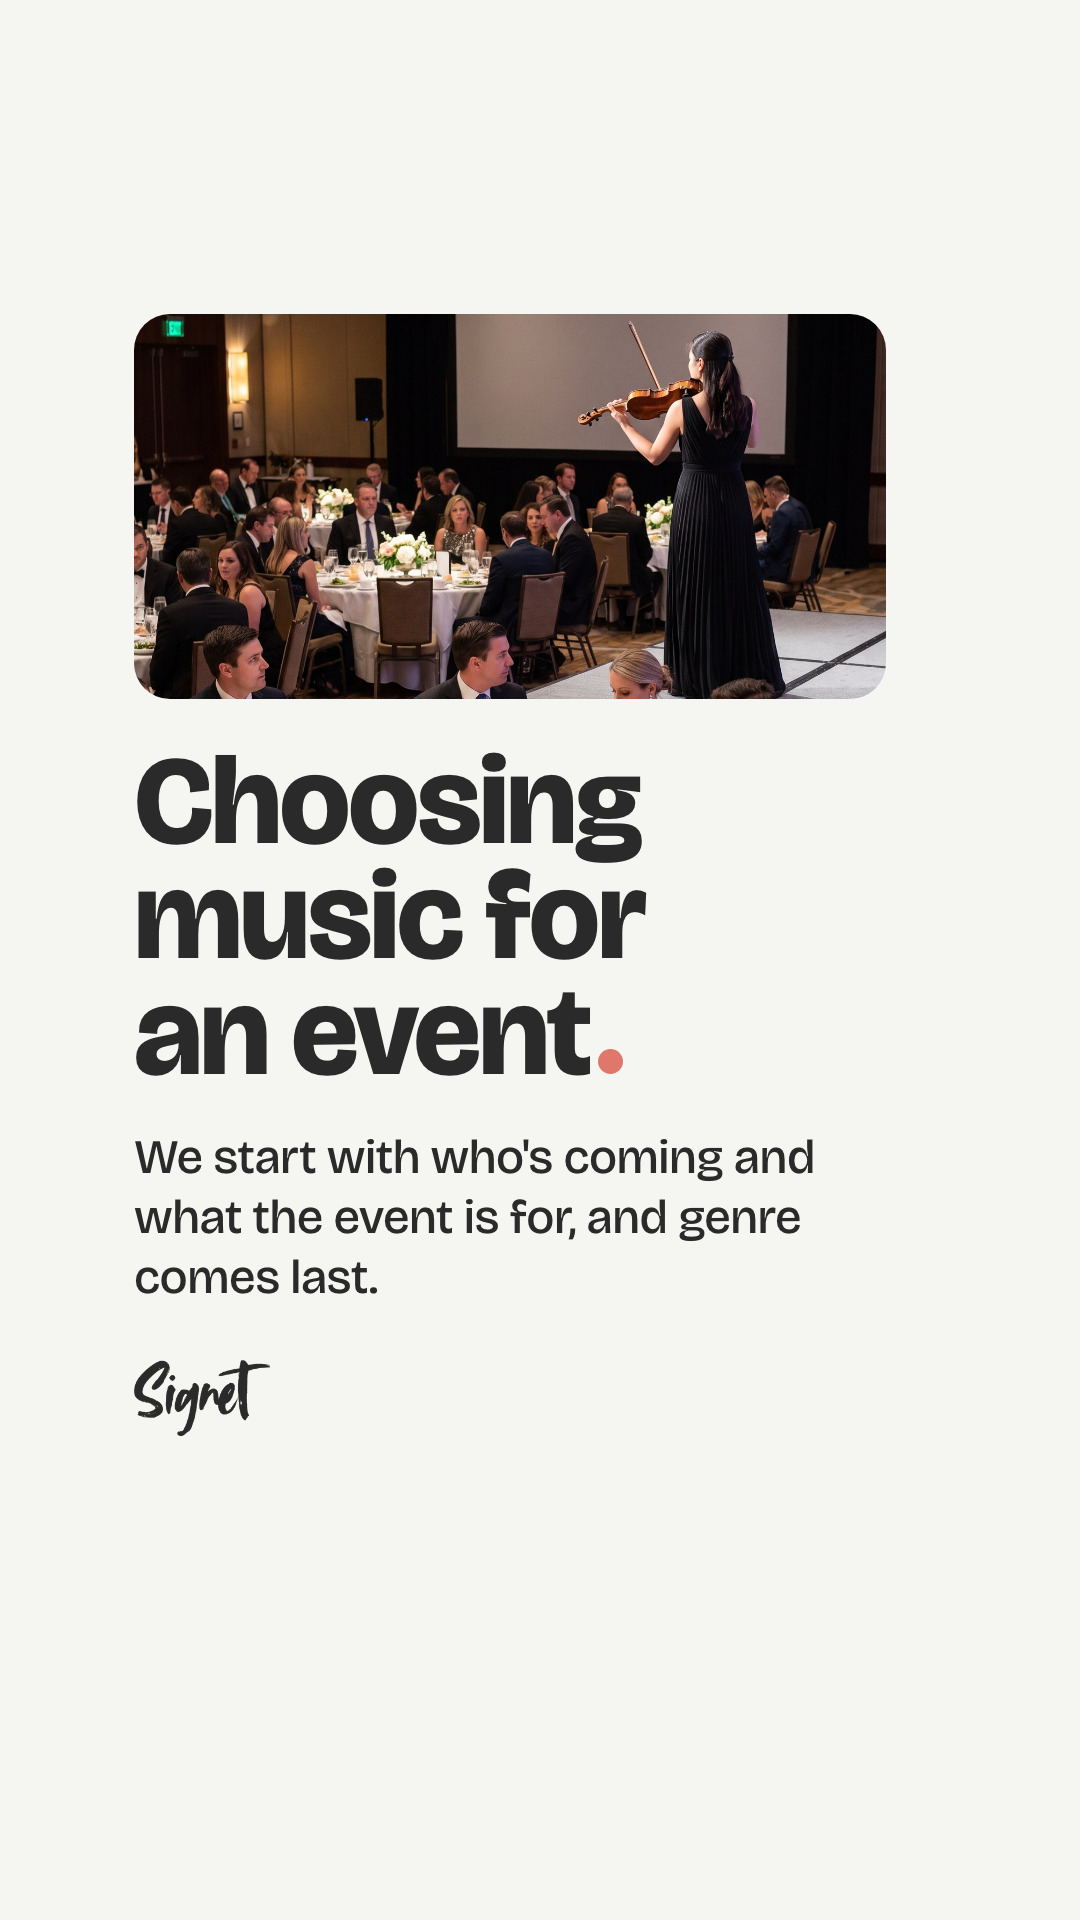 EXIT
Choosing
music for
an event.
We start with who's coming and
what the event is for, and genre
comes last.
Signet